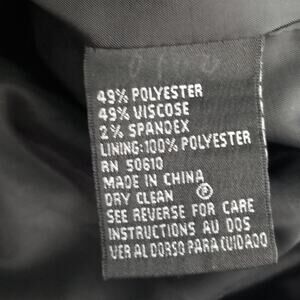 49% POLYESTER
49% VISCOSE
2% SPANDEX
LINING:100% POLYESTER
RN 50610
MADE IN CHINA
DRY CLEAN Ⓟ
SEE REVERSE FOR CARE
INSTRUCTIONS AU DOS
VER AL DORSO PARA CUIDADO